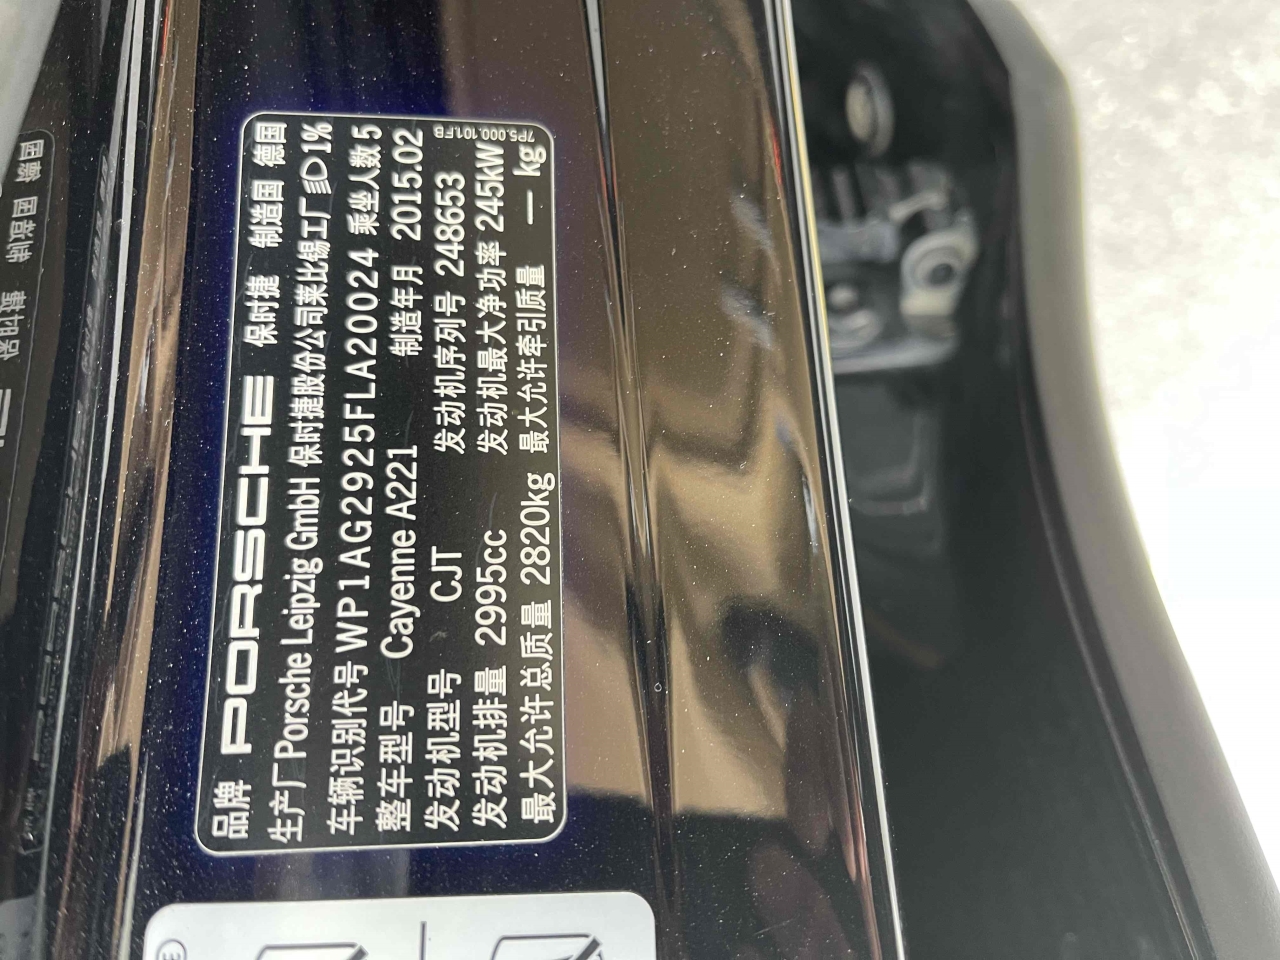 品牌 PORSCHE 保时捷 制造国 德国
生产厂 Porsche Leipzig GmbH 保时捷股份公司莱比锡工厂 1%
车辆识别代号 WP1AG2925FLA20024 乘坐人数 5
整车型号 Cayenne A221 制造年月 2015.02
发动机型号 CJT 发动机序列号 248653
发动机排量 2995cc 发动机最大净功率 245kW
最大允许总质量 2820kg 最大允许牵引质量 — kg
7P5.000.101.FB